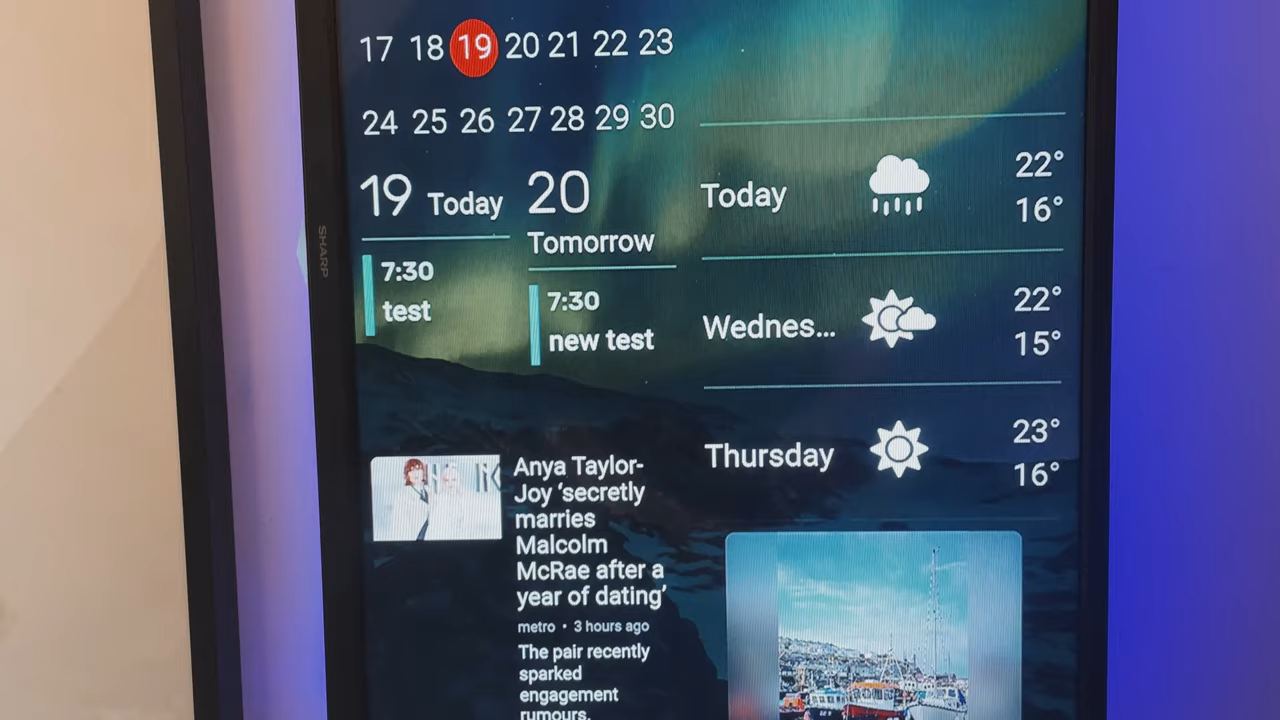 17 18 19 20 21 22 23
24 25 26 27 28 29 30
19 Today
7:30
test
20
Tomorrow
7:30
new test
Today
22°
16°
Wednes...
22°
15°
Thursday
23°
16°
SHARP
Anya Taylor-
Joy ‘secretly
marries
Malcolm
McRae after a
year of dating’
metro • 3 hours ago
The pair recently
sparked
engagement
rumours.